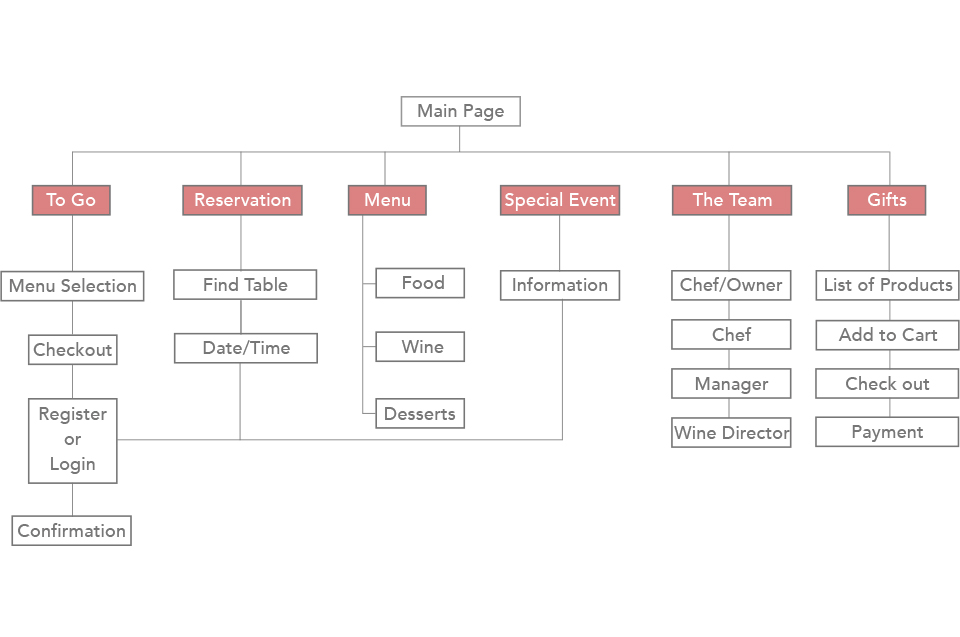 Main Page
To Go
Reservation
Menu
Special Event
The Team
Gifts
Menu Selection
Checkout
Register
or
Login
Confirmation
Find Table
Date/Time
Food
Wine
Desserts
Information
Chef/Owner
Chef
Manager
Wine Director
List of Products
Add to Cart
Check out
Payment